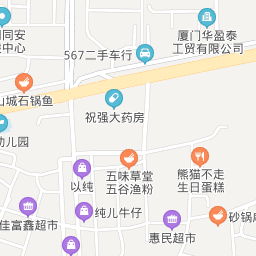 同同安
中心
567二手车行
厦门华盈泰
工贸有限公司
山城石锅鱼
祝强大药房
幼儿园
五味草堂
五谷渔粉
以纯
熊猫不走
生日蛋糕
纯儿牛仔
佳富鑫超市
惠民超市
砂锅